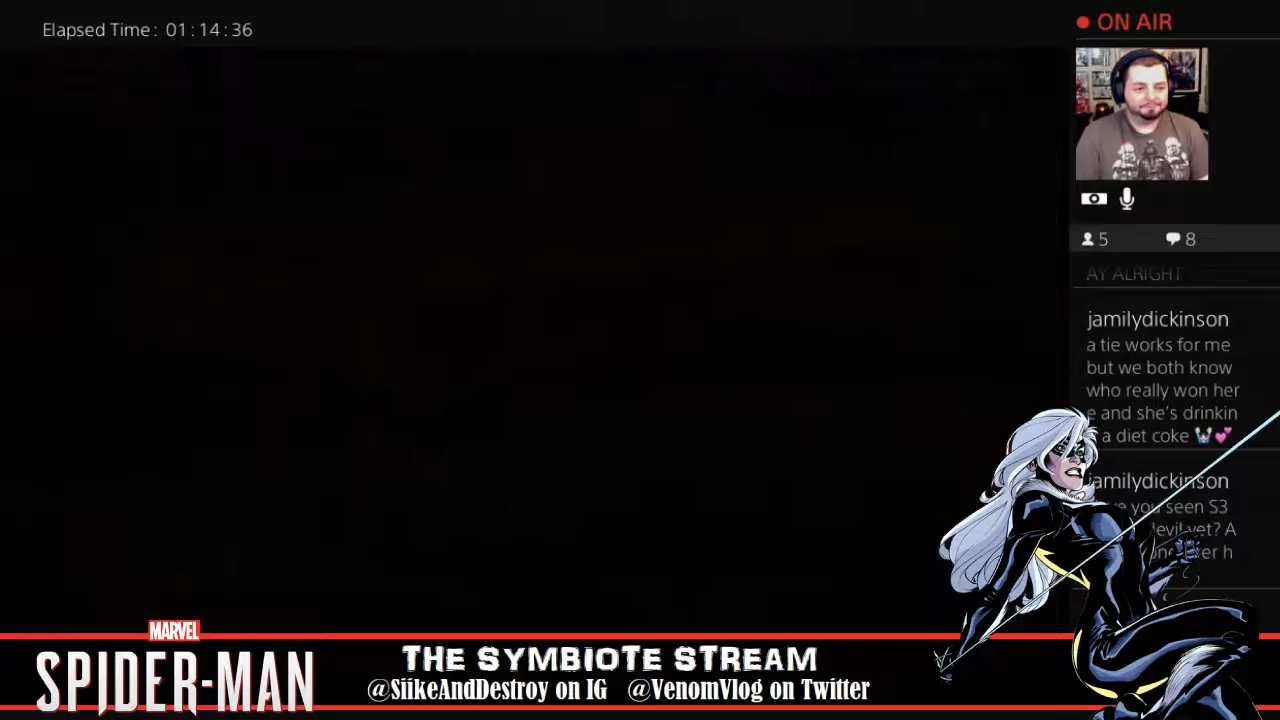 Elapsed Time: 01:14:36
ON AIR
5
8
AY ALRIGHT
jamilydickinson
a tie works for me
but we both know
who really won her
e and she's drinkin
a diet coke
jamilydickinson
you seen S3
yet? A
MARVEL
SPIDER-MAN
THE SYMBIOTE STREAM
@SiikeAndDestroy on IG @VenomVlog on Twitter